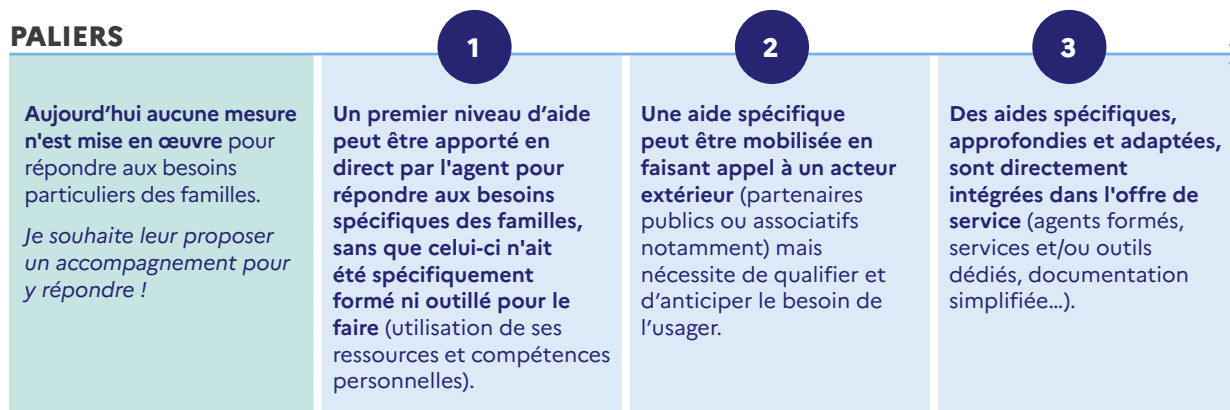 PALIERS
1
2
3
Aujourd’hui aucune mesure
n'est mise en œuvre pour
répondre aux besoins
particuliers des familles.
Je souhaite leur proposer
un accompagnement pour
y répondre !
Un premier niveau d’aide
peut être apporté en
direct par l'agent pour
répondre aux besoins
spécifiques des familles,
sans que celui-ci n'ait
été spécifiquement
formé ni outillé pour le
faire (utilisation de ses
ressources et compétences
personnelles).
Une aide spécifique
peut être mobilisée en
faisant appel à un acteur
extérieur (partenaires
publics ou associatifs
notamment) mais
nécessite de qualifier et
d’anticiper le besoin de
l’usager.
Des aides spécifiques,
approfondies et adaptées,
sont directement
intégrées dans l'offre de
service (agents formés,
services et/ou outils
dédiés, documentation
simplifiée…).